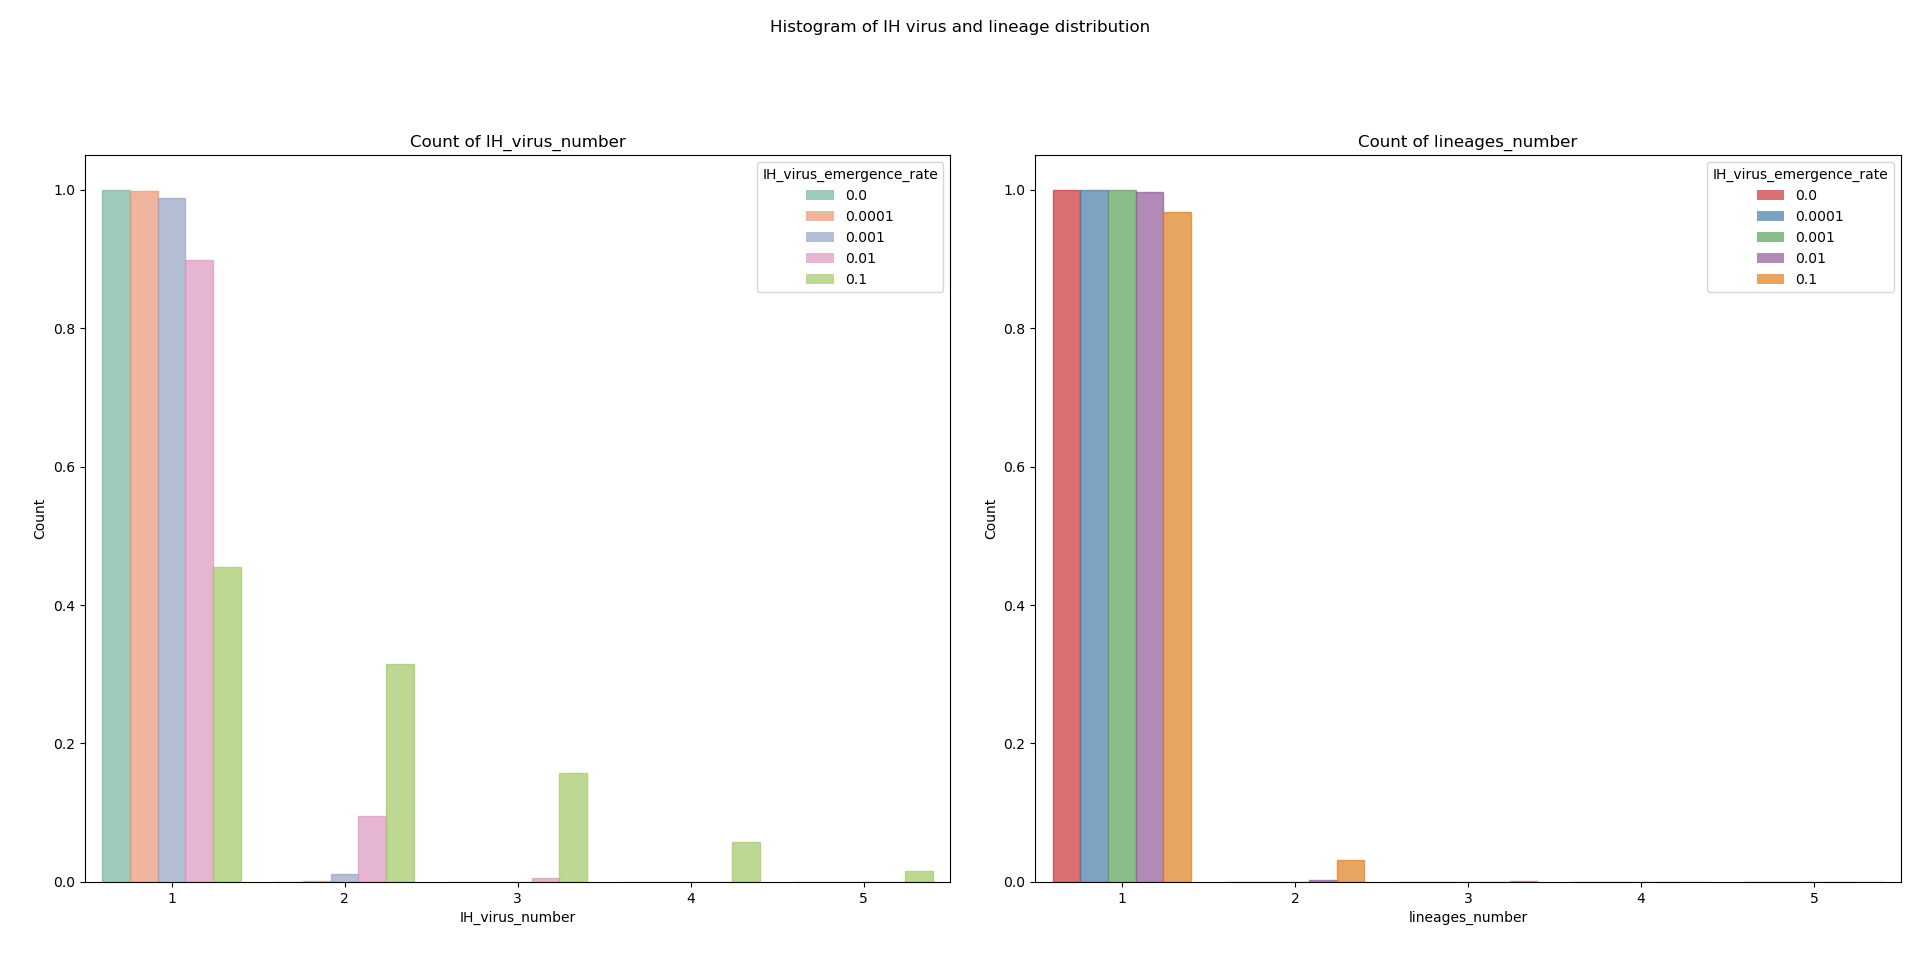 Histogram of IH virus and lineage distribution
Count of IH_virus_number
IH_virus_emergence_rate
0.0
0.0001
0.001
0.01
0.1
1.0
0.8
0.6
0.4
0.2
0.0
Count
1 2 3 4 5
IH_virus_number
Count of lineages_number
IH_virus_emergence_rate
0.0
0.0001
0.001
0.01
0.1
1.0
0.8
0.6
0.4
0.2
0.0
Count
1 2 3 4 5
lineages_number